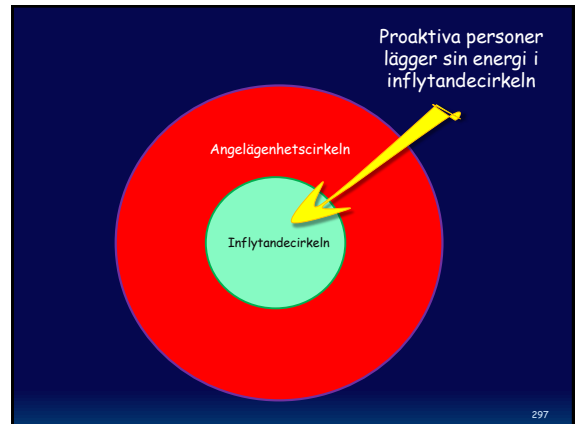 Proaktiva personer
lägger sin energi i
inflytandecirkeln
Angelägenhetscirkeln
Inflytandecirkeln
297